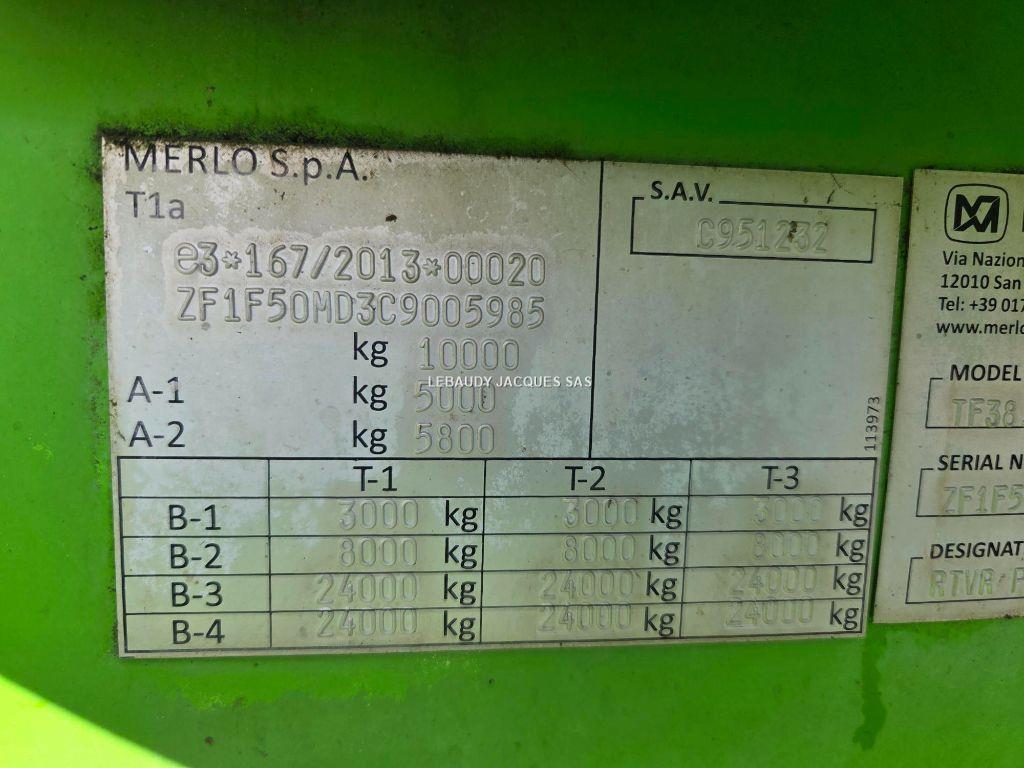 MERLO S.p.A.
T1a
e3*167/2013*00020
ZF1F50MD3C9005985
kg 10000
A-1 kg 5000
A-2 kg 5800
S.A.V.
C951232
113973
T-1 T-2 T-3
B-1 3000 kg 3000 kg 3000 kg
B-2 8000 kg 8000 kg 8000 kg
B-3 24000 kg 24000 kg 24000 kg
B-4 24000 kg 24000 kg 24000 kg
LEBAUDY JACQUES SAS
Via Nazion
12010 San
Tel: +39 017
www.merlo
MODEL
TF38
SERIAL N
ZF1F5
DESIGNAT
RTVR